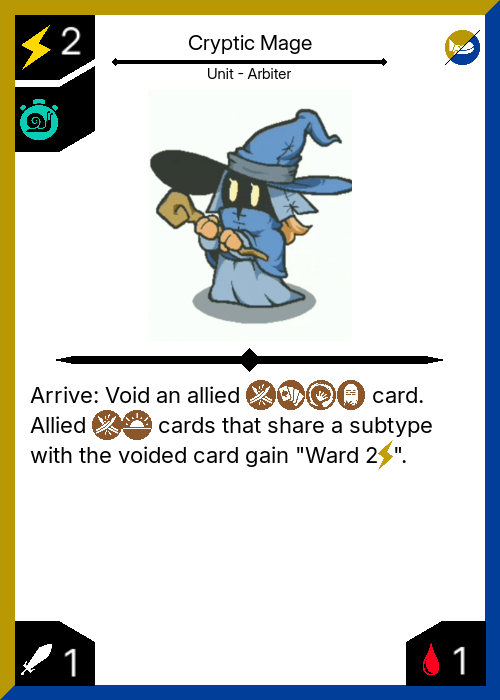 2
Cryptic Mage
Unit - Arbiter
Arrive: Void an allied card.
Allied cards that share a subtype
with the voided card gain "Ward 2".
1
1